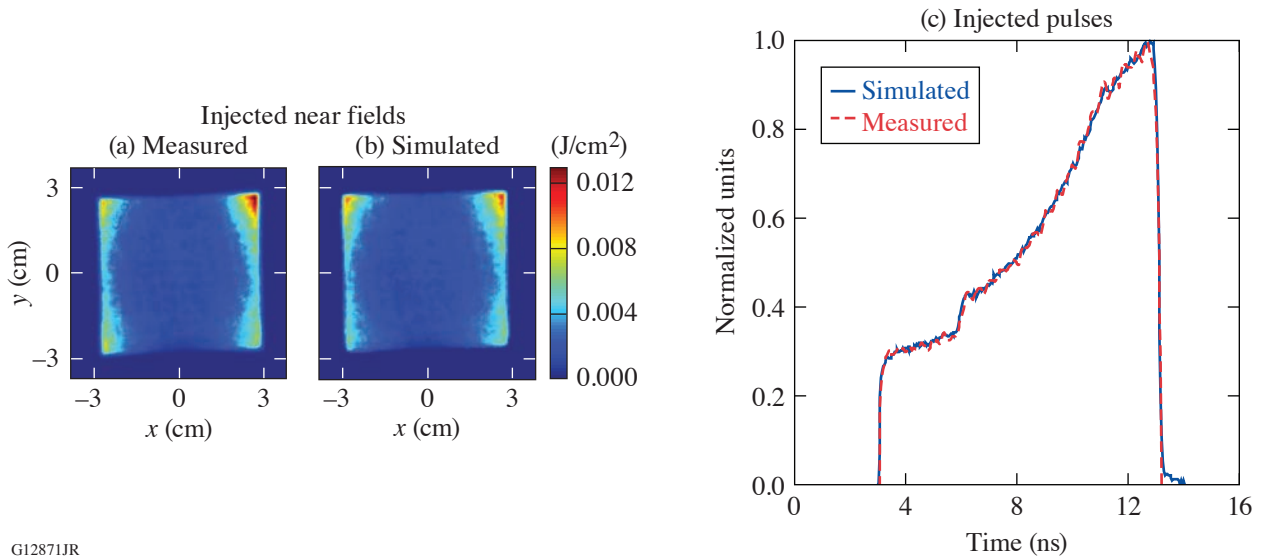 Injected near fields
(a) Measured
(b) Simulated
(J/cm²)
3
0
–3
y (cm)
–3 0 3
x (cm)
–3 0 3
x (cm)
0.012
0.008
0.004
0.000
(c) Injected pulses
1.0
0.8
0.6
0.4
0.2
0.0
Normalized units
Simulated
Measured
0 4 8 12 16
Time (ns)
G12871JR